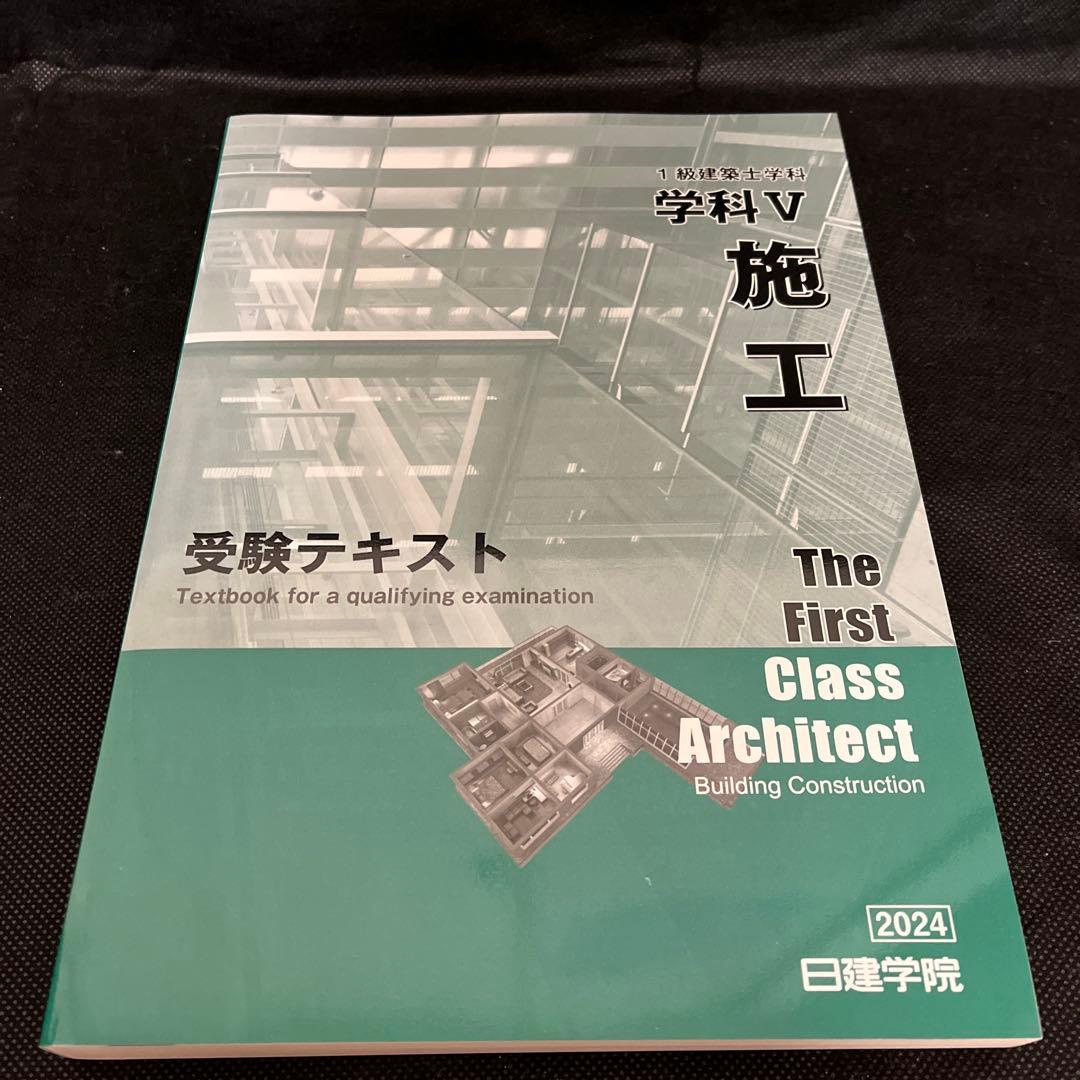 1級建築士学科
学科V
施
工
受験テキスト
Textbook for a qualifying examination
The
First
Class
Architect
Building Construction
2024
日建学院